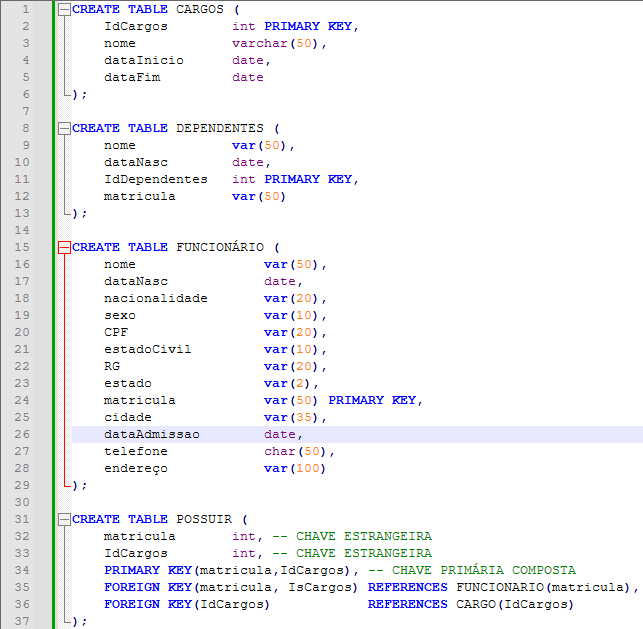 1 CREATE TABLE CARGOS (
2 IdCargos int PRIMARY KEY,
3 nome varchar(50),
4 dataInicio date,
5 dataFim date
6 );
7
8 CREATE TABLE DEPENDENTES (
9 nome var(50),
10 dataNasc date,
11 IdDependentes int PRIMARY KEY,
12 matricula var(50)
13 );
14
15 CREATE TABLE FUNCIONÁRIO (
16 nome var(50),
17 dataNasc date,
18 nacionalidade var(20),
19 sexo var(10),
20 CPF var(20),
21 estadoCivil var(10),
22 RG var(20),
23 estado var(2),
24 matricula var(50) PRIMARY KEY,
25 cidade var(35),
26 dataAdmissao date,
27 telefone char(50),
28 endereço var(100)
29 );
30
31 CREATE TABLE POSSUIR (
32 matricula int, -- CHAVE ESTRANGEIRA
33 IdCargos int, -- CHAVE ESTRANGEIRA
34 PRIMARY KEY(matricula,IdCargos), -- CHAVE PRIMÁRIA COMPOSTA
35 FOREIGN KEY(matricula, IsCargos) REFERENCES FUNCIONARIO(matricula),
36 FOREIGN KEY(IdCargos) REFERENCES CARGO(IdCargos)
37 );